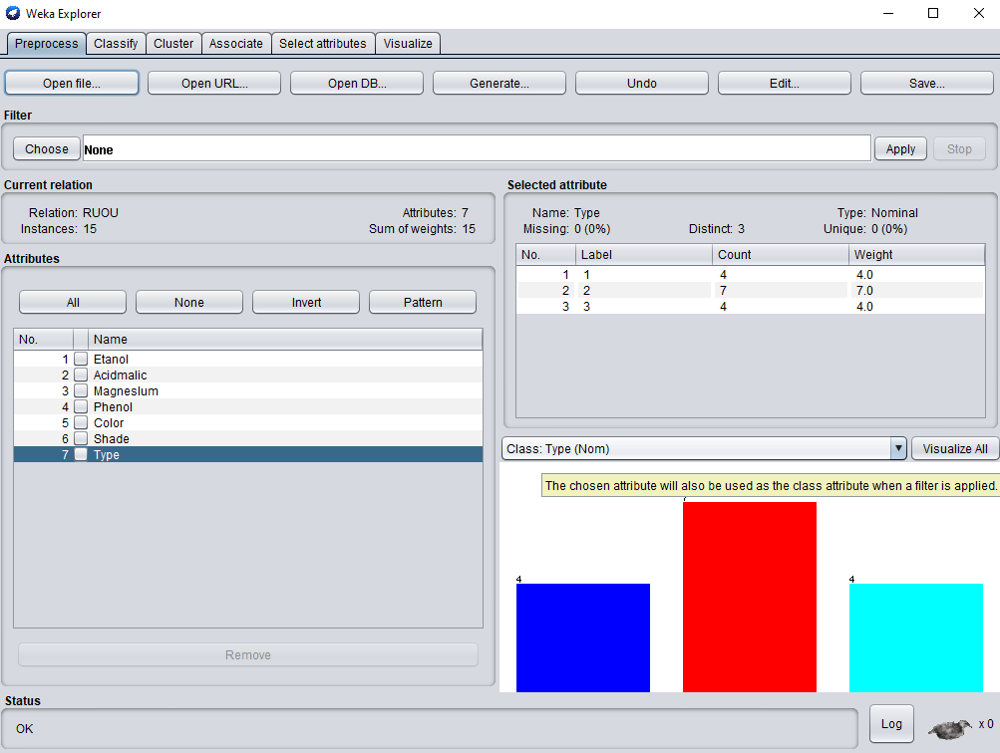 Weka Explorer
Preprocess Classify Cluster Associate Select attributes Visualize
Open file... Open URL... Open DB... Generate... Undo Edit... Save...
Filter
Choose None Apply Stop
Current relation
Relation: RUOU Attributes: 7
Instances: 15 Sum of weights: 15
Attributes
All None Invert Pattern
No. Name
1 Etanol
2 Acidmalic
3 Magneslum
4 Phenol
5 Color
6 Shade
7 Type
Remove
Selected attribute
Name: Type Type: Nominal
Missing: 0 (0%) Distinct: 3 Unique: 0 (0%)
No. Label Count Weight
1 1 4 4.0
2 2 7 7.0
3 3 4 4.0
Class: Type (Nom) Visualize All
The chosen attribute will also be used as the class attribute when a filter is applied.
4 4
Status
OK Log x 0